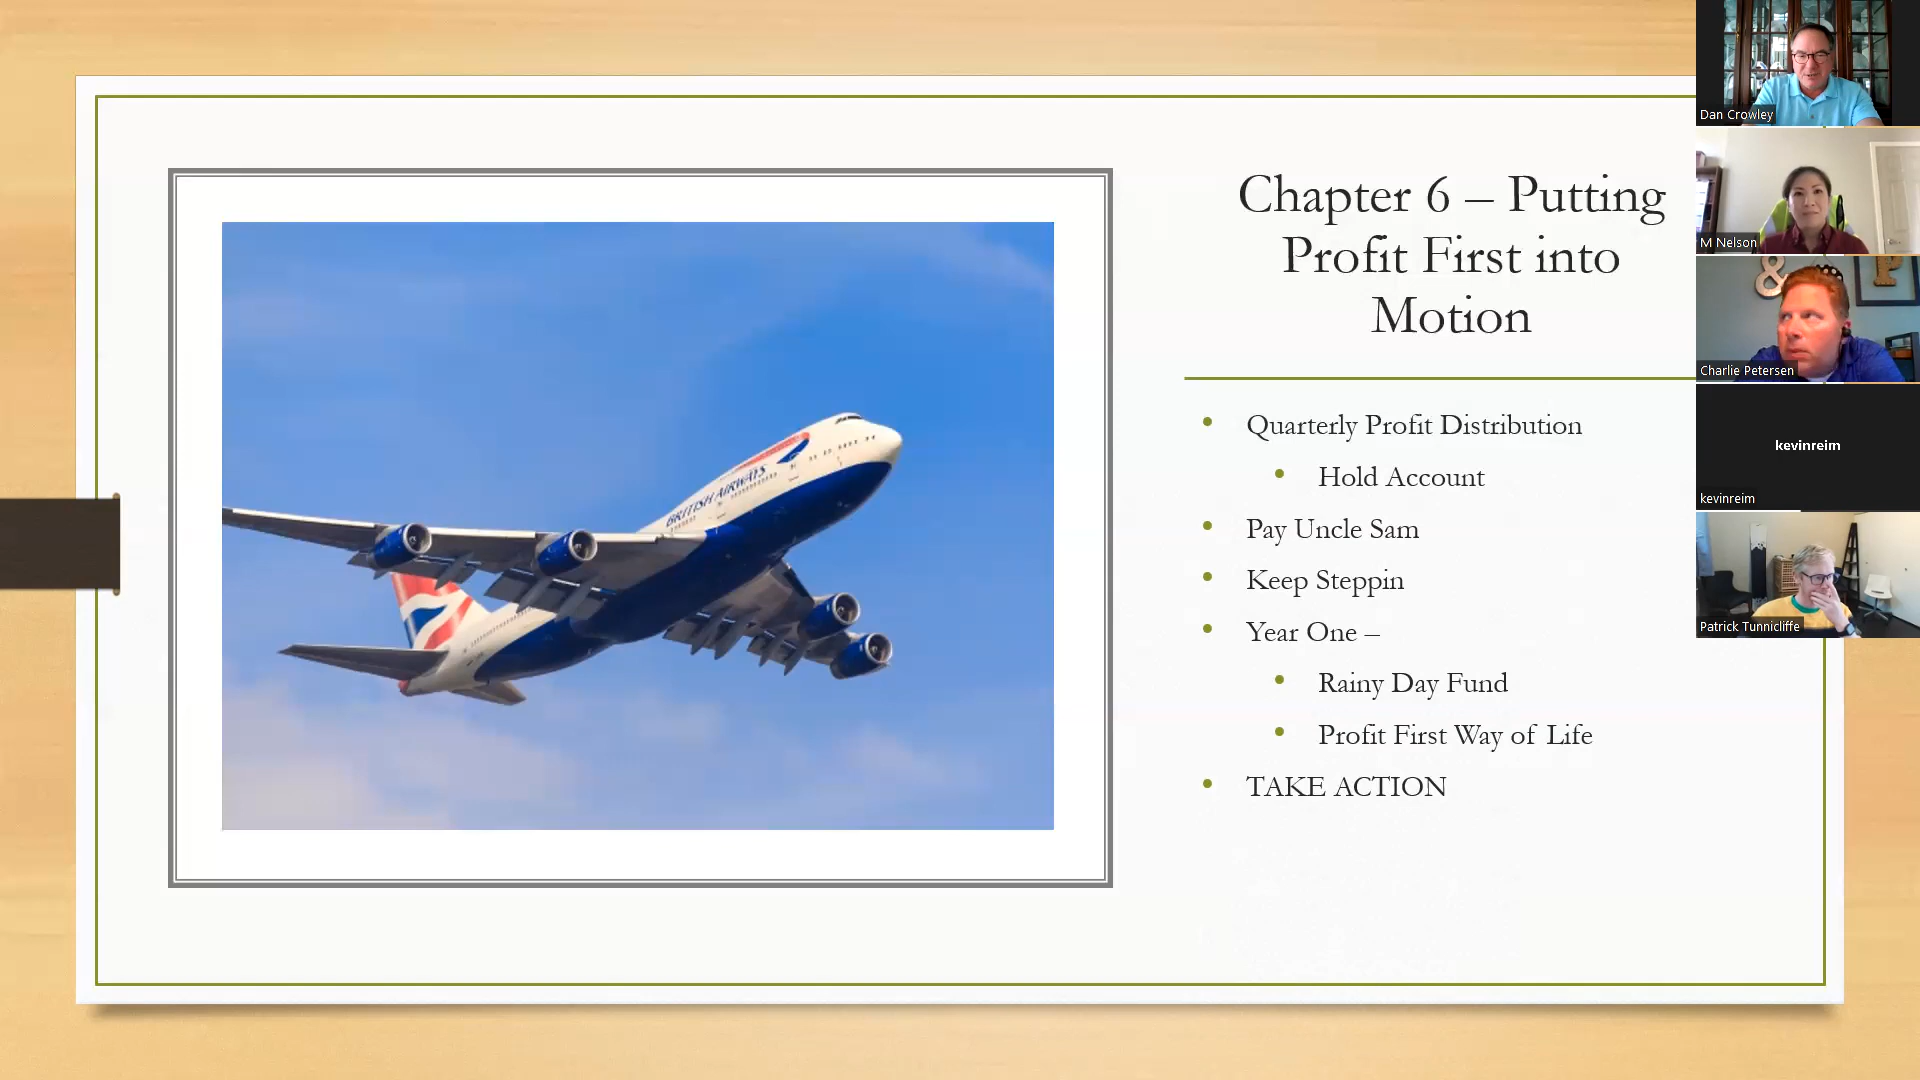 Chapter 6 – Putting
Profit First into
Motion
• Quarterly Profit Distribution
• Hold Account
• Pay Uncle Sam
• Keep Steppin
• Year One –
• Rainy Day Fund
• Profit First Way of Life
• TAKE ACTION
BRITISH AIRWAYS
Dan Crowley
M Nelson
&
P
Charlie Petersen
kevinreim
kevinreim
Patrick Tunnicliffe